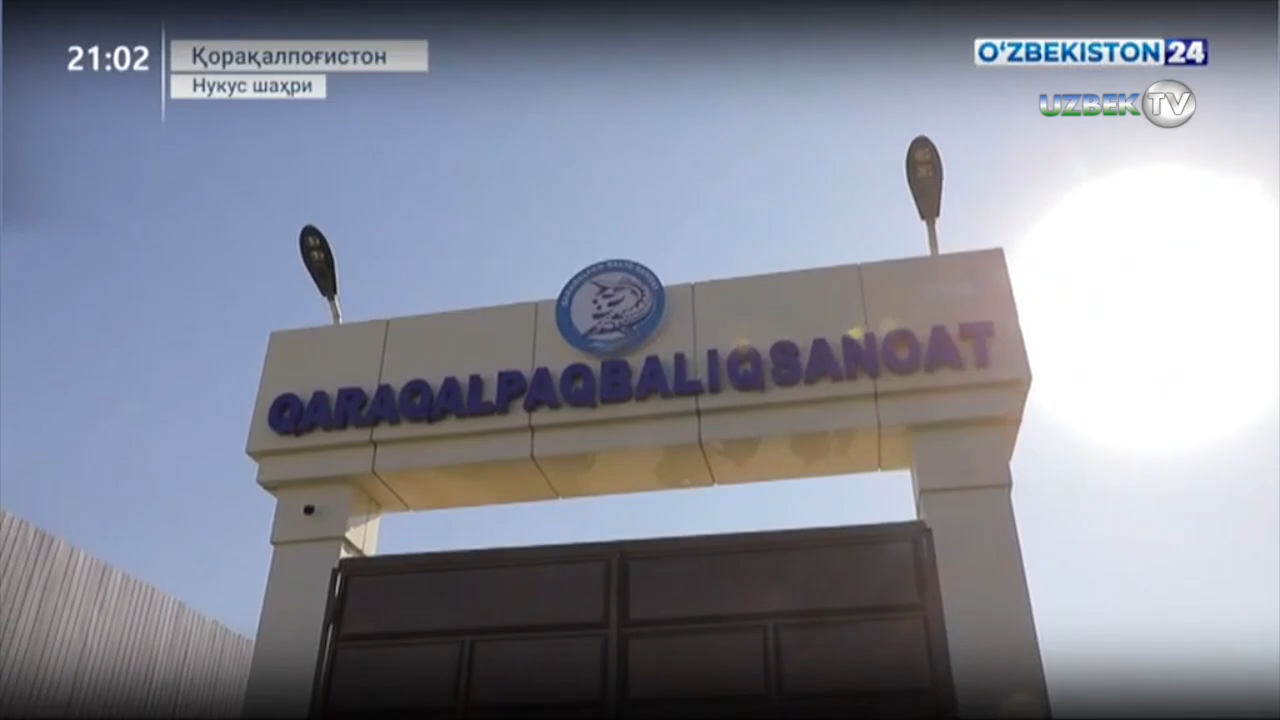 21:02
Қорақалпоғистон
Нукус шаҳри
O‘ZBEKISTON 24
UZBEK TV
QARAQALPAQBALIQSANOAT